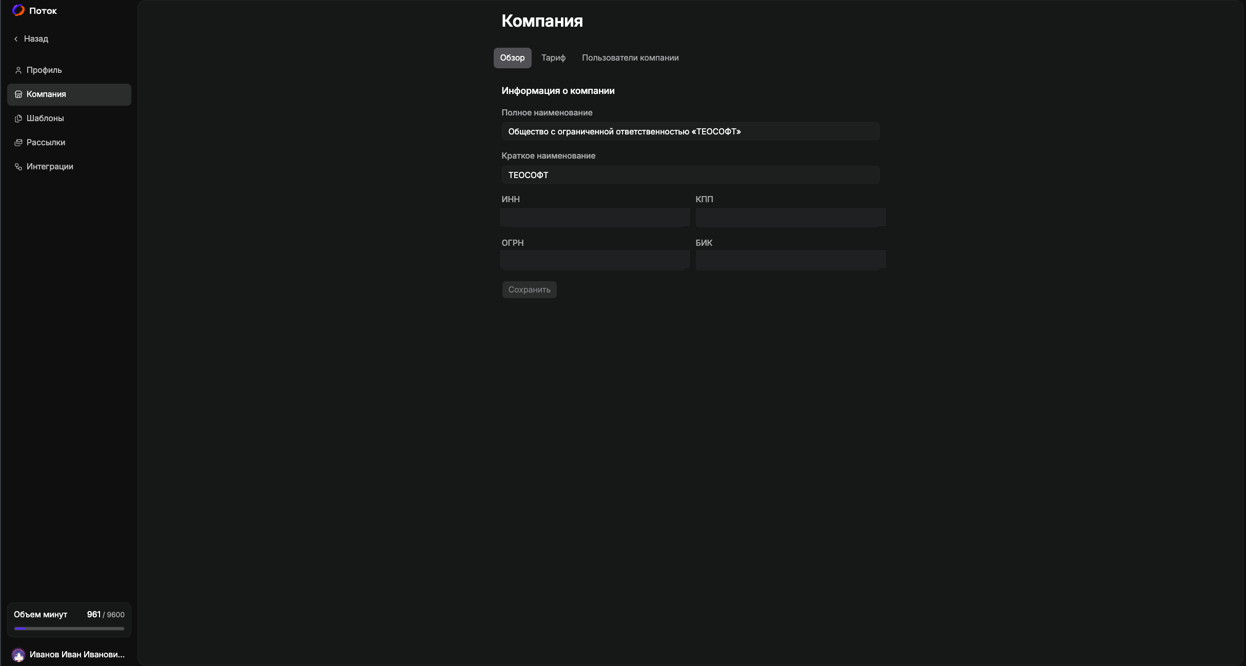 Поток
Назад
Профиль
Компания
Шаблоны
Рассылки
Интеграции
Объем минут 961 / 9600
Иванов Иван Иванови...
Компания
Обзор Тариф Пользователи компании
Информация о компании
Полное наименование
Общество с ограниченной ответственностью «ТЕОСОФТ»
Краткое наименование
ТЕОСОФТ
ИНН КПП
ОГРН БИК
Сохранить